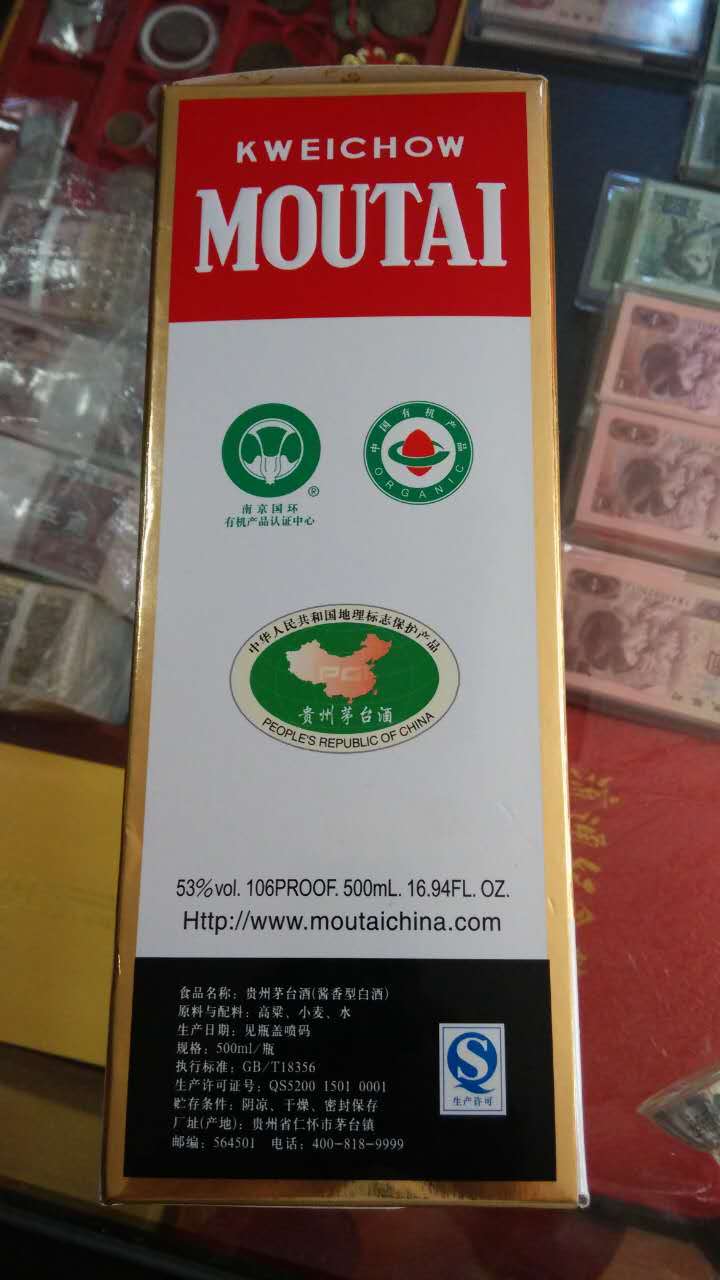 KWEICHOW
MOUTAI
南京国环
有机产品认证中心
®
中国有机产品
ORGANIC
中华人民共和国地理标志保护产品
PGI
贵州茅台酒
PEOPLE'S REPUBLIC OF CHINA
53%vol. 106PROOF. 500mL. 16.94FL. OZ.
Http://www.moutaichina.com
食品名称：贵州茅台酒(酱香型白酒)
原料与配料：高粱、小麦、水
生产日期：见瓶盖喷码
规格：500ml/瓶
执行标准：GB/T18356
生产许可证号：QS5200 1501 0001
贮存条件：阴凉、干燥、密封保存
厂址(产地)：贵州省仁怀市茅台镇
邮编：564501 电话：400-818-9999
S
生产许可